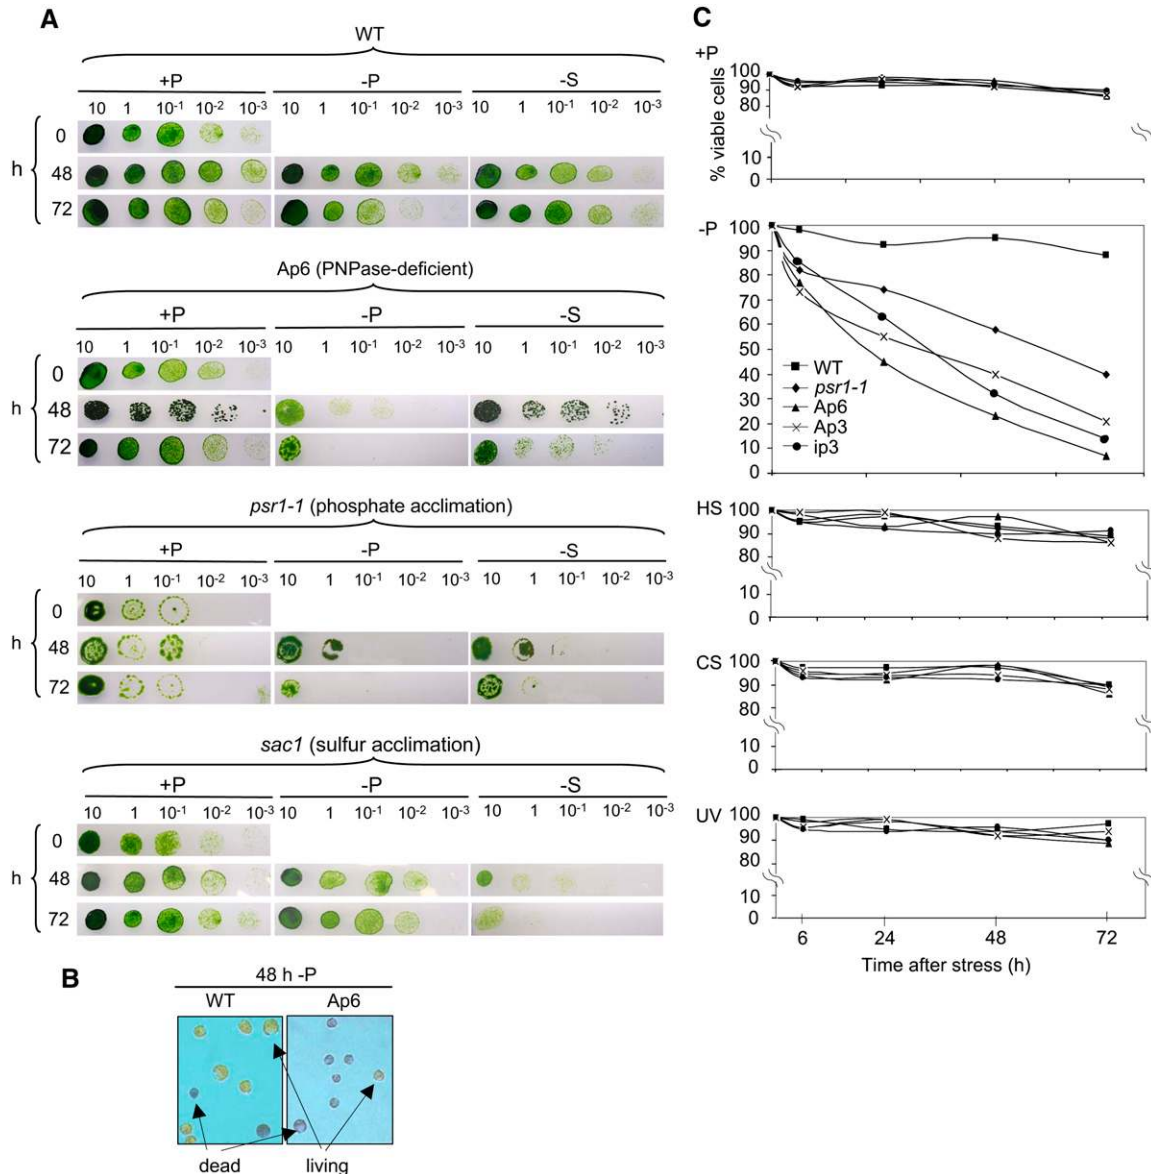 A
WT
+P -P -S
10 1 10-1 10-2 10-3 10 1 10-1 10-2 10-3 10 1 10-1 10-2 10-3
0
h 48
72
Ap6 (PNPase-deficient)
+P -P -S
10 1 10-1 10-2 10-3 10 1 10-1 10-2 10-3 10 1 10-1 10-2 10-3
0
h 48
72
psr1-1 (phosphate acclimation)
+P -P -S
10 1 10-1 10-2 10-3 10 1 10-1 10-2 10-3 10 1 10-1 10-2 10-3
0
h 48
72
sac1 (sulfur acclimation)
+P -P -S
10 1 10-1 10-2 10-3 10 1 10-1 10-2 10-3 10 1 10-1 10-2 10-3
0
h 48
72
B
48 h -P
WT Ap6
dead living
C
+P
% viable cells
100
90
80
10
0
-P
100
90
80
70
60
50
40
30
20
10
0
WT
psr1-1
Ap6
Ap3
ip3
HS
100
90
80
10
0
CS
100
90
80
10
0
UV
100
90
80
10
0
6 24 48 72
Time after stress (h)